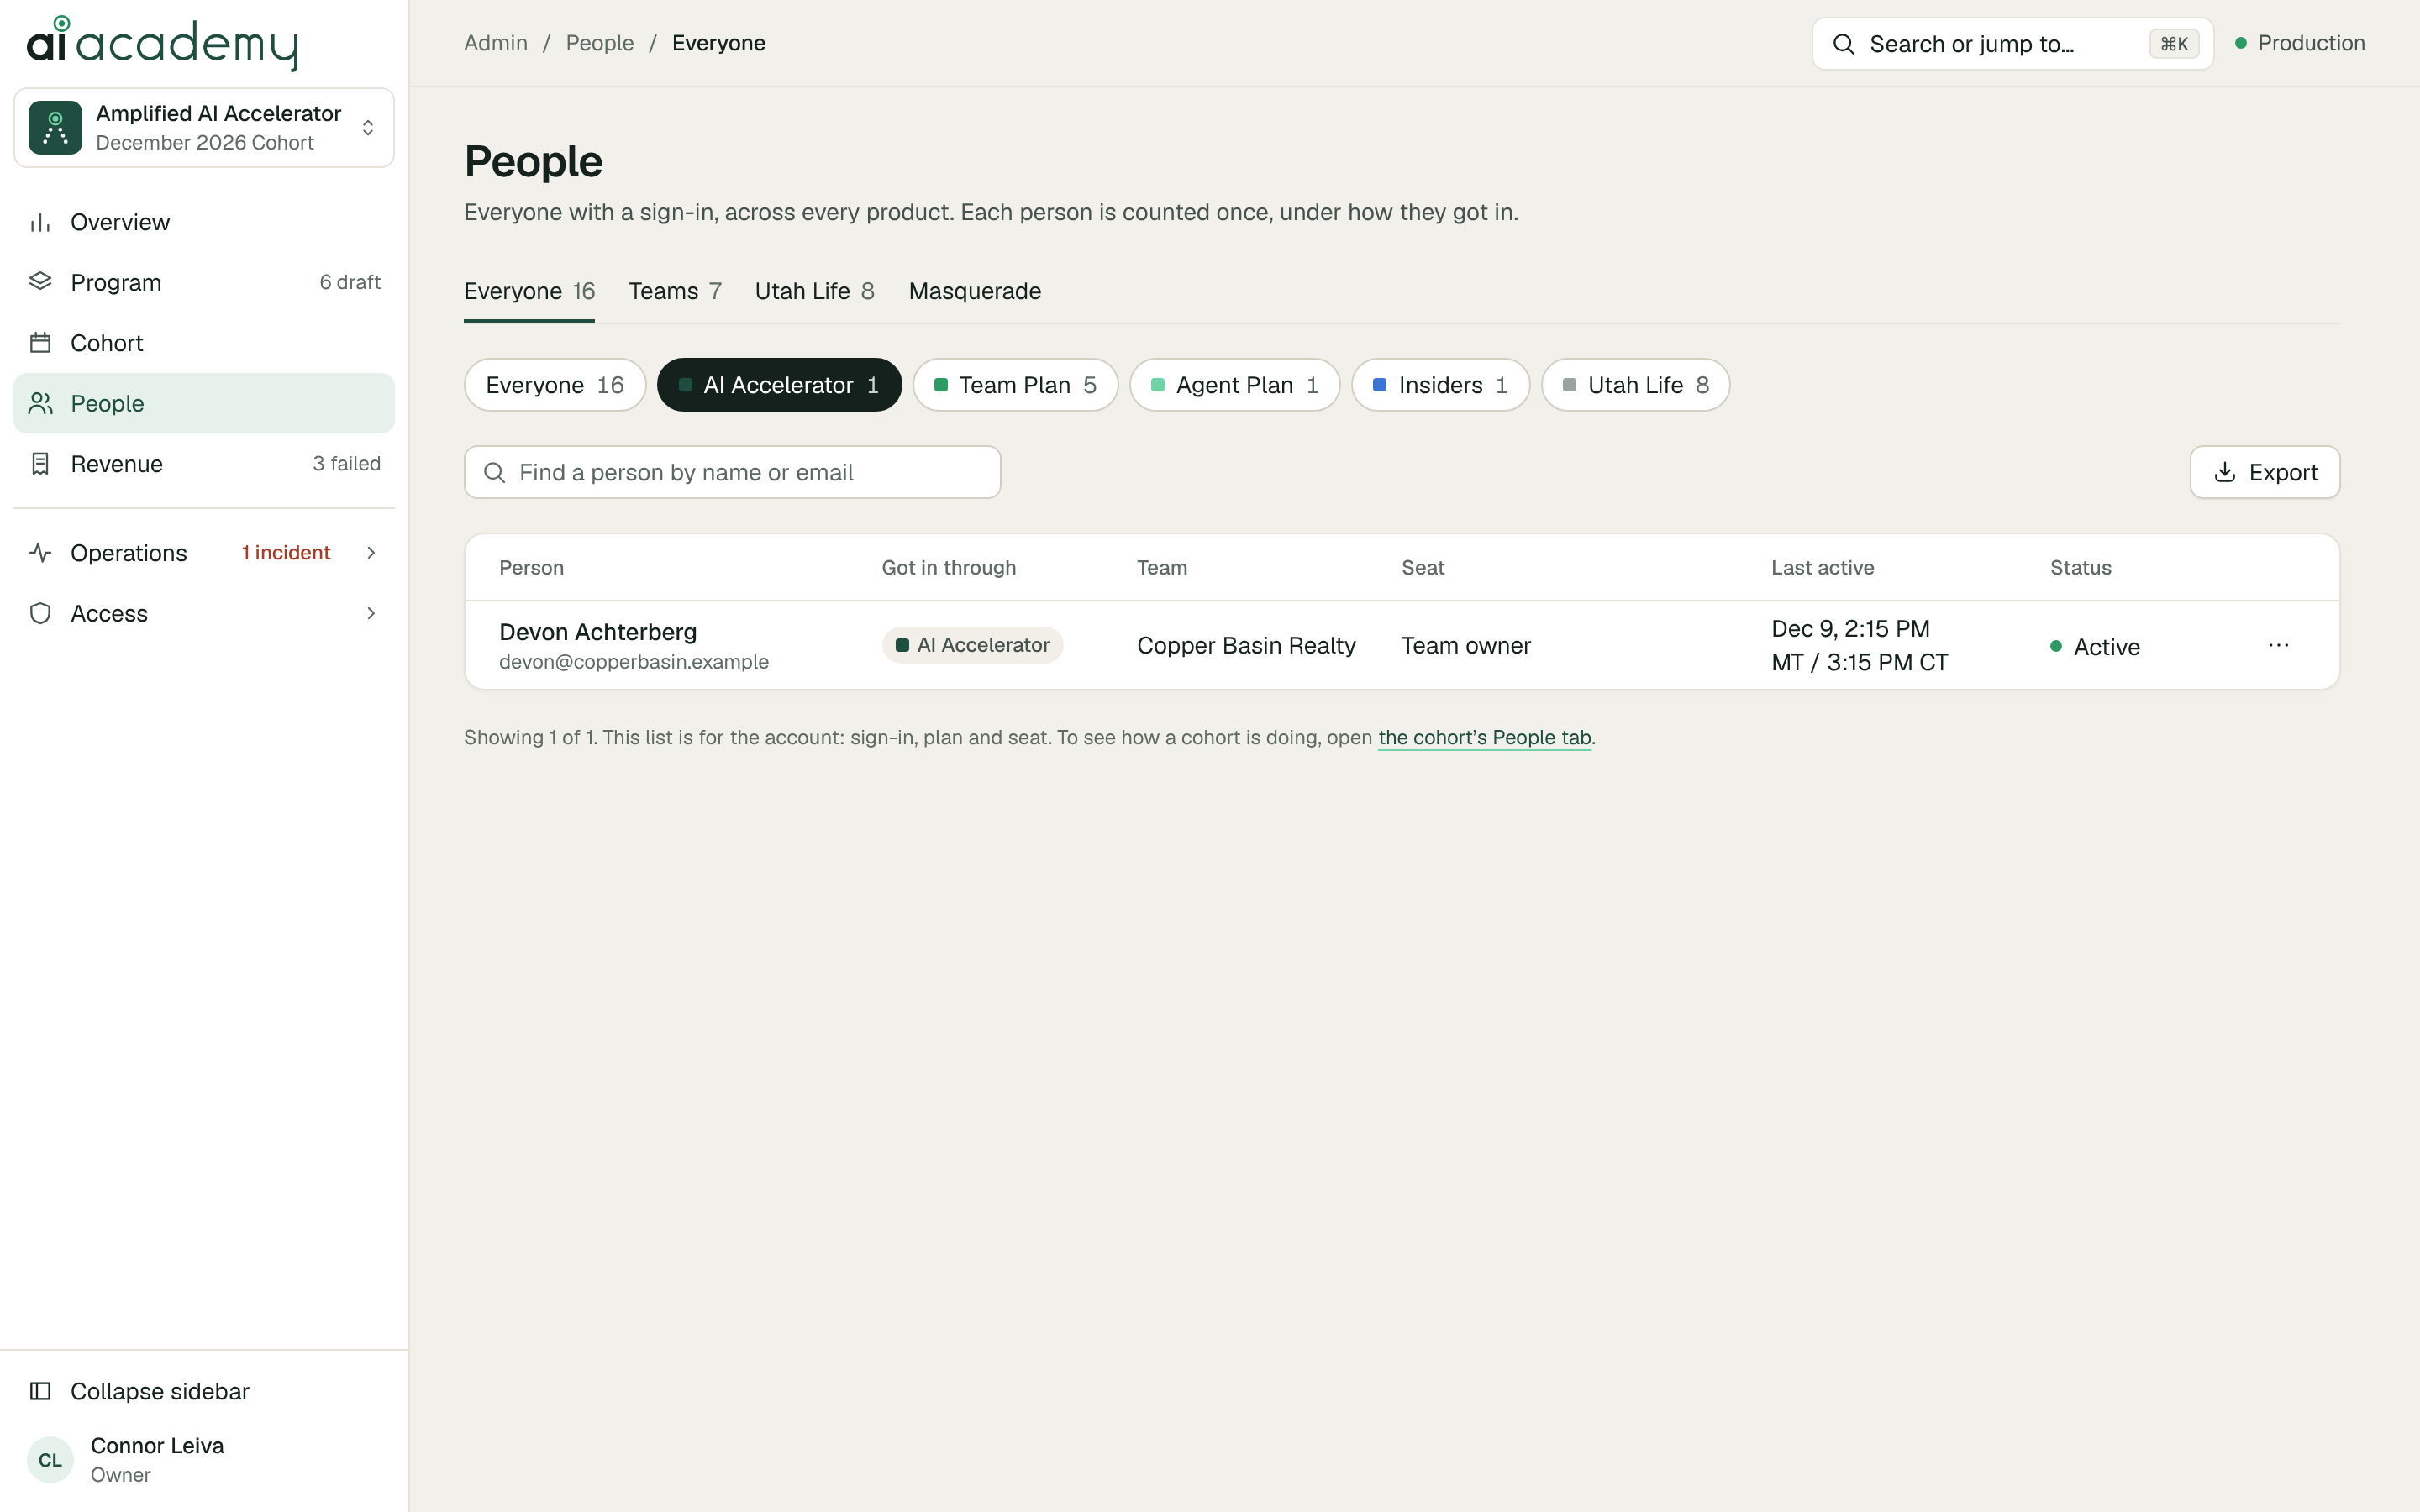 ai academy
Admin / People / Everyone
Search or jump to... ⌘K
Production
Amplified AI Accelerator
December 2026 Cohort
Overview
Program 6 draft
Cohort
People
Revenue 3 failed
Operations 1 incident
Access
Collapse sidebar
CL
Connor Leiva
Owner
People
Everyone with a sign-in, across every product. Each person is counted once, under how they got in.
Everyone 16 Teams 7 Utah Life 8 Masquerade
Everyone 16 AI Accelerator 1 Team Plan 5 Agent Plan 1 Insiders 1 Utah Life 8
Find a person by name or email
Export
Person Got in through Team Seat Last active Status
Devon Achterberg
devon@copperbasin.example
AI Accelerator
Copper Basin Realty
Team owner
Dec 9, 2:15 PM
MT / 3:15 PM CT
Active
Showing 1 of 1. This list is for the account: sign-in, plan and seat. To see how a cohort is doing, open the cohort’s People tab.